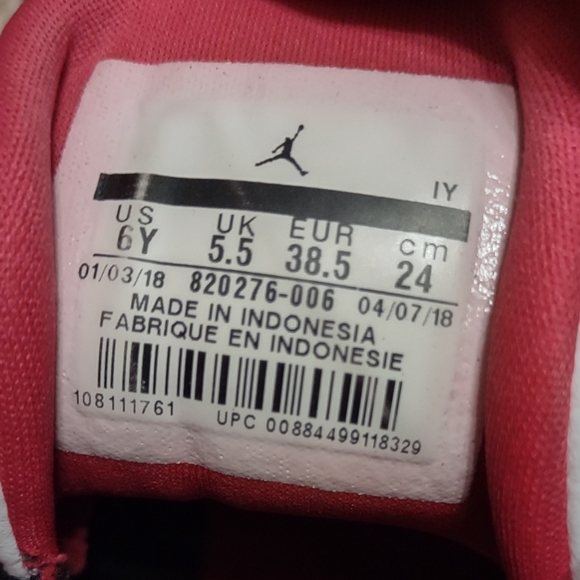 IY
US UK EUR cm
6Y 5.5 38.5 24
01/03/18 820276-006 04/07/18
MADE IN INDONESIA
FABRIQUE EN INDONESIE
108111761
UPC 00884499118329